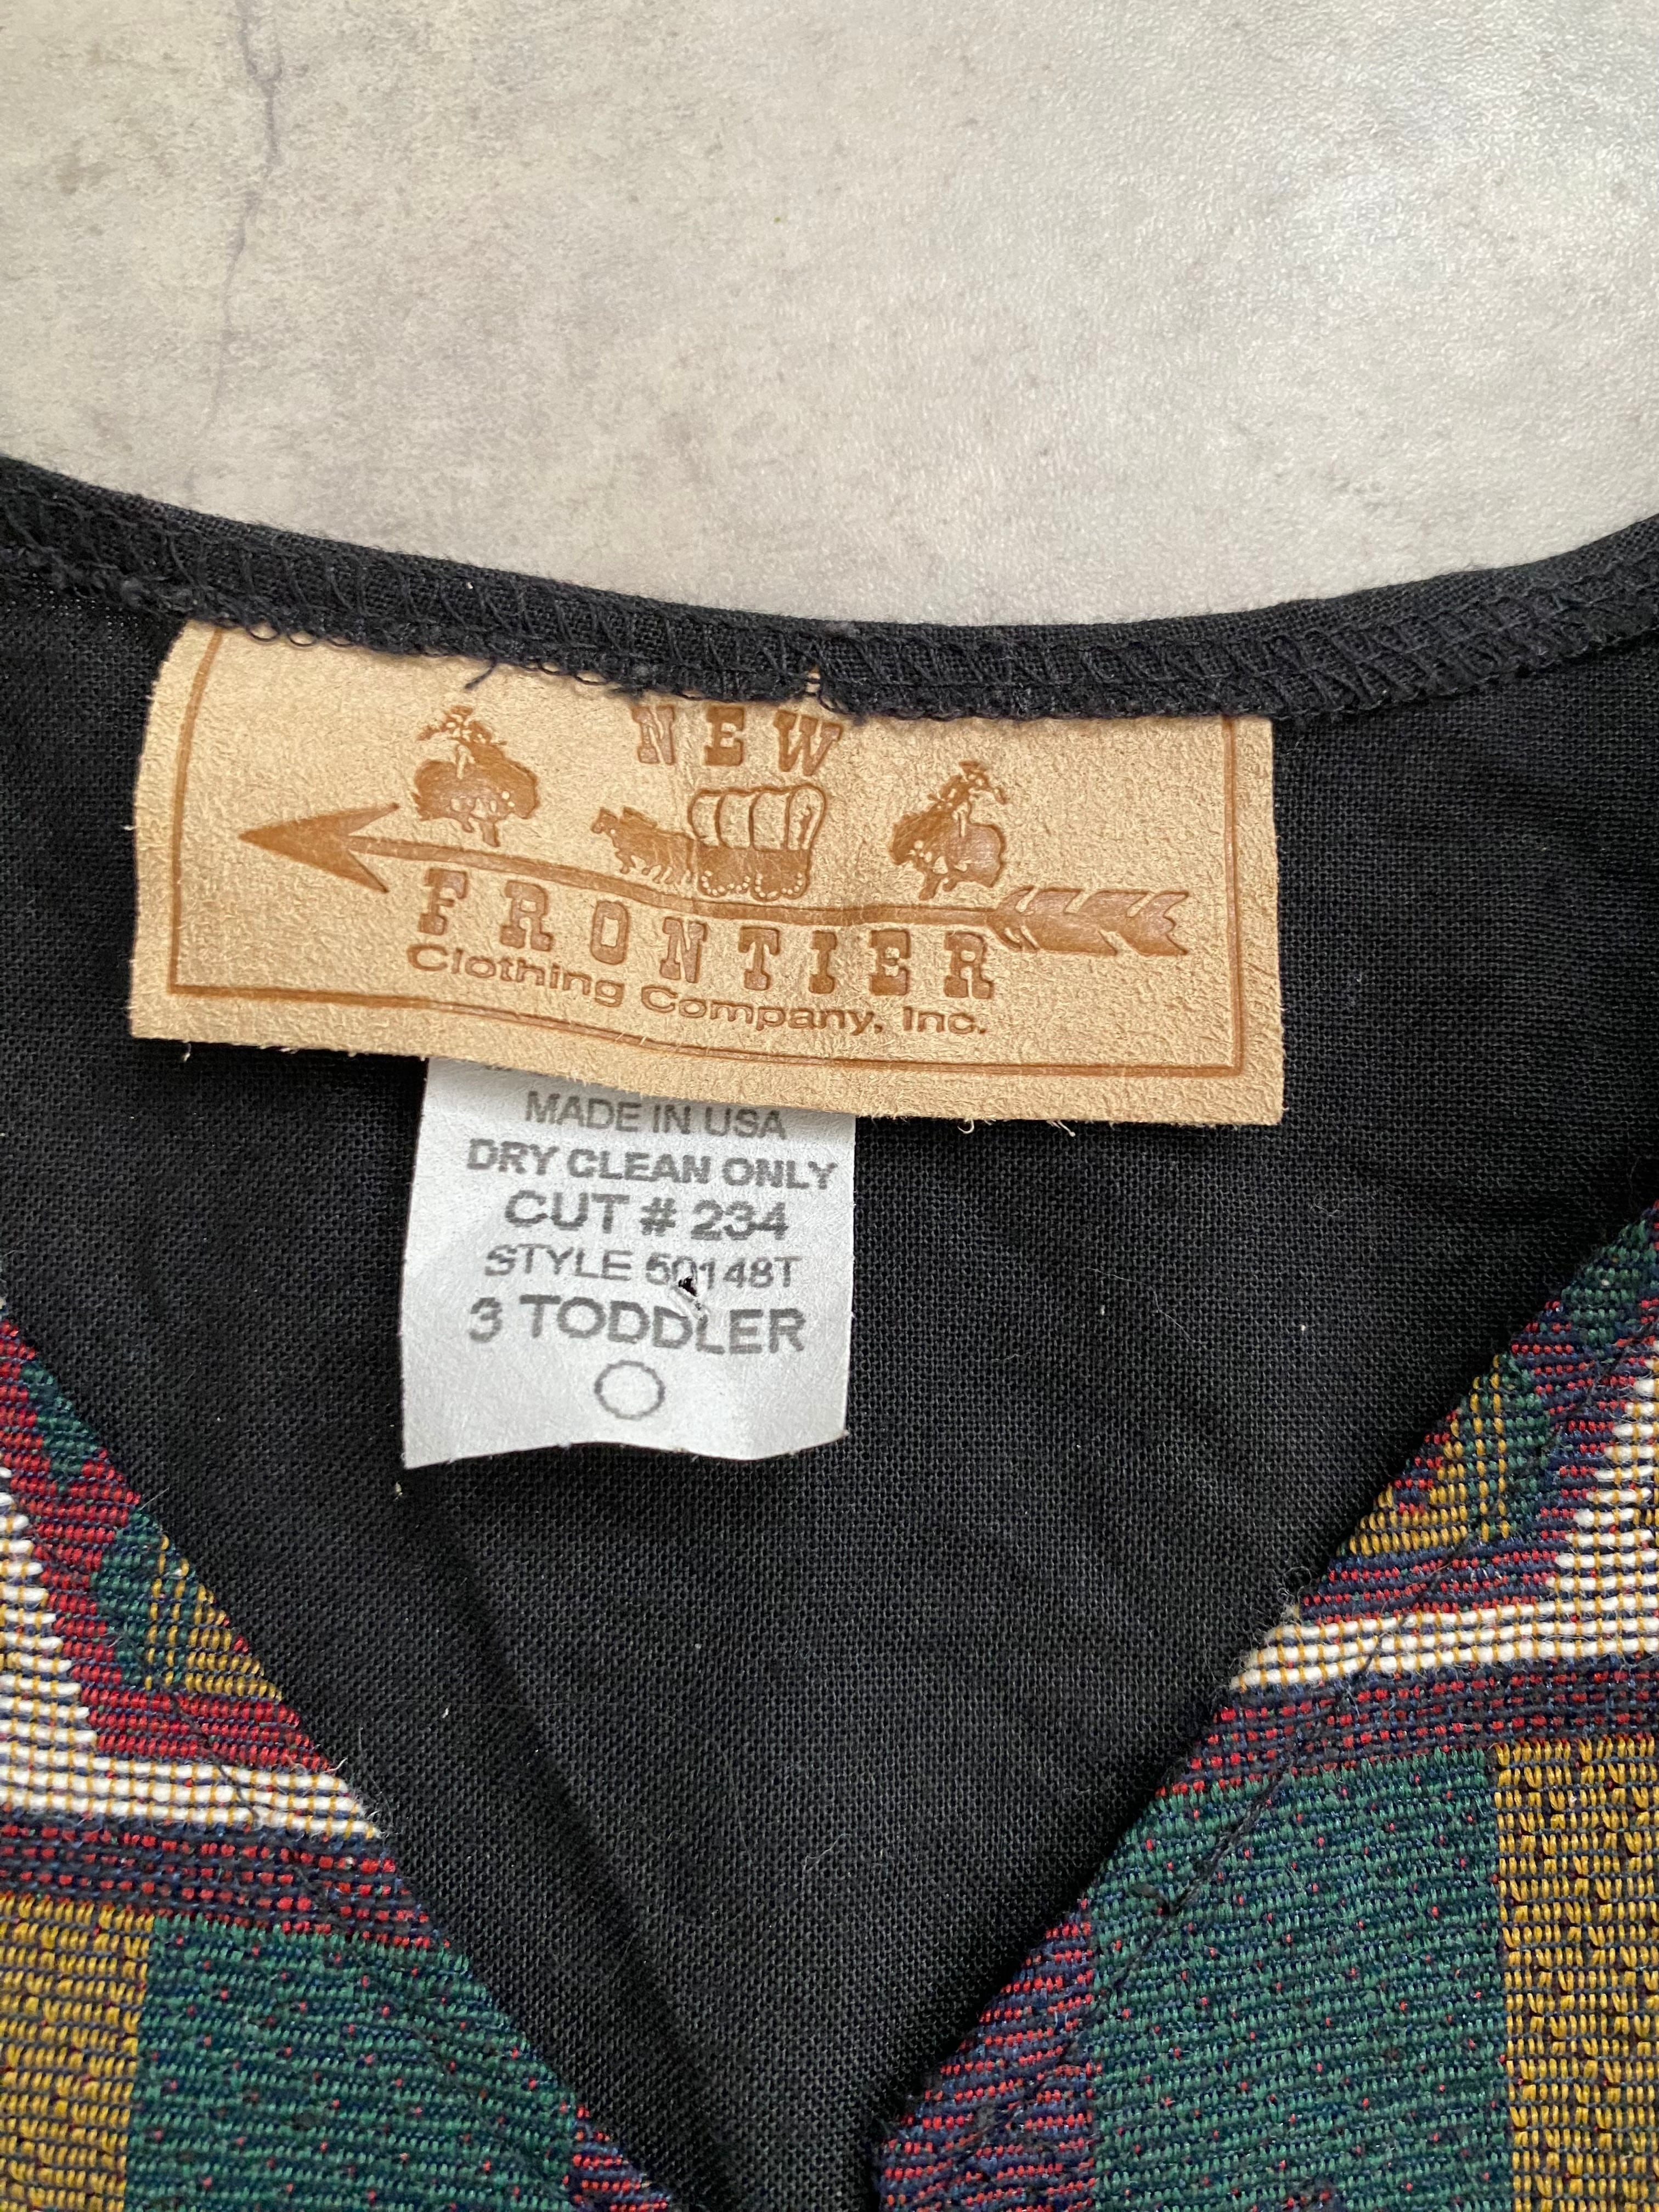 NEW
FRONTIER
Clothing Company, Inc.
MADE IN USA
DRY CLEAN ONLY
CUT # 234
STYLE 50148T
3 TODDLER